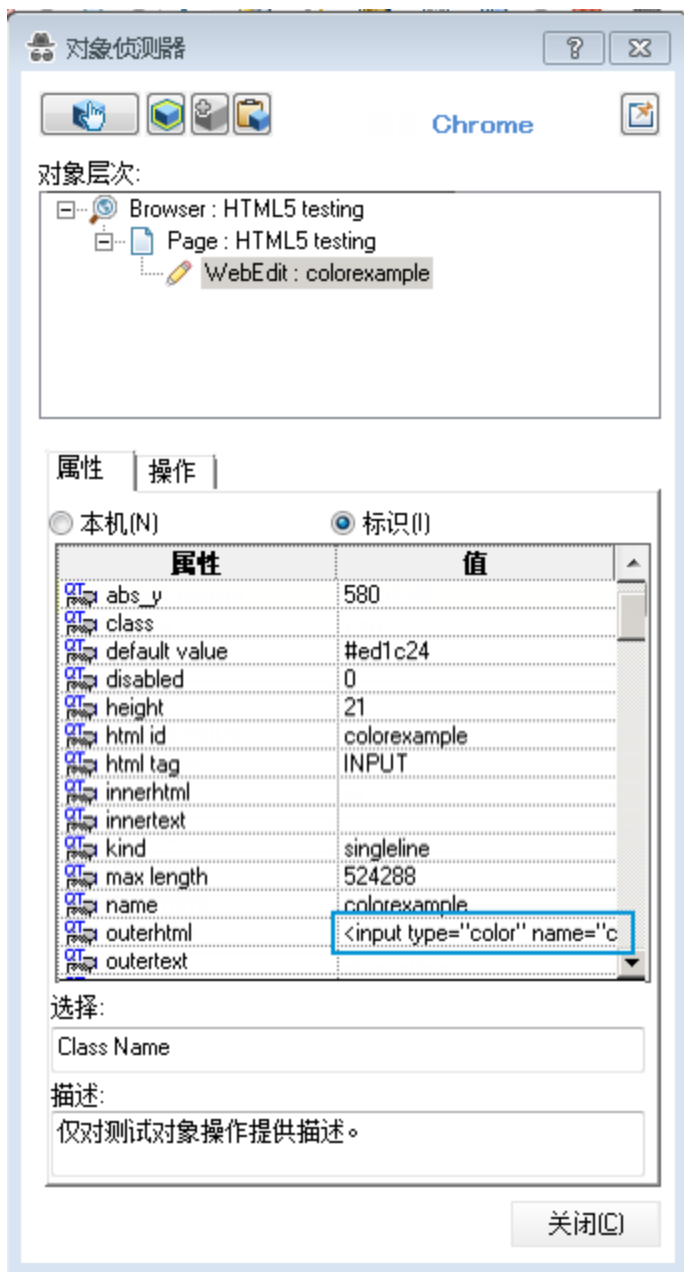 对象侦测器
Chrome
对象层次:
Browser : HTML5 testing
Page : HTML5 testing
WebEdit : colorexample
属性 操作
本机(N) 标识(I)
属性 值
abs_y 580
class
default value #ed1c24
disabled 0
height 21
html id colorexample
html tag INPUT
innerhtml
innertext
kind singleline
max length 524288
name colorexample
outerhtml <input type="color" name="c
outertext
选择:
Class Name
描述:
仅对测试对象操作提供描述。
关闭(C)